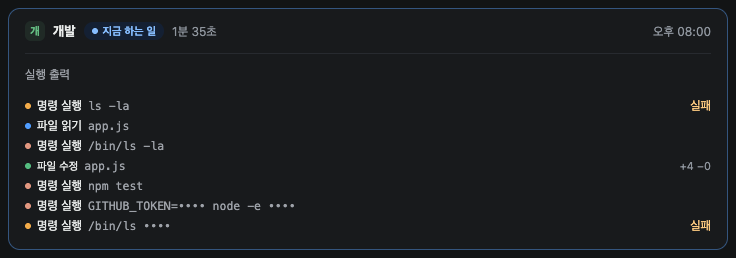 개 개발 지금 하는 일 1분 35초 오후 08:00
실행 출력
명령 실행 ls -la 실패
파일 읽기 app.js
명령 실행 /bin/ls -la
파일 수정 app.js +4 -0
명령 실행 npm test
명령 실행 GITHUB_TOKEN=•••• node -e ••••
명령 실행 /bin/ls •••• 실패